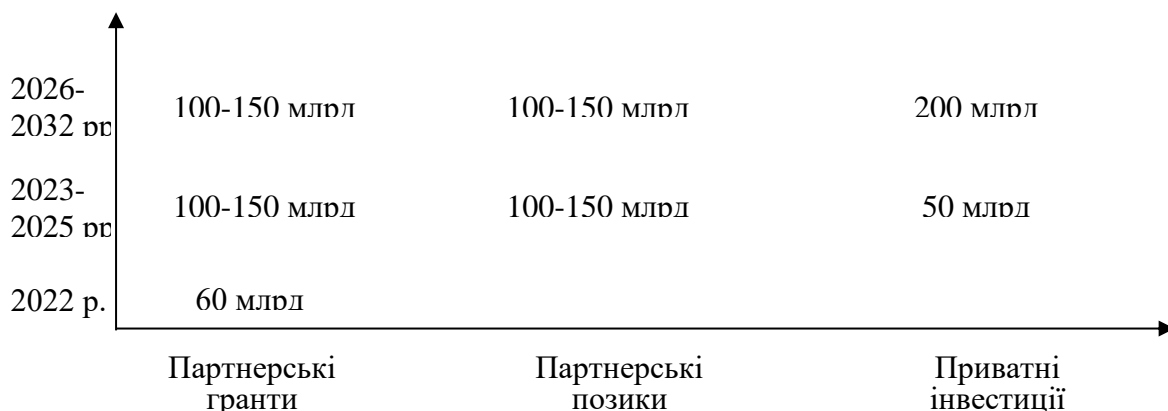 2026-
2032 рр
100-150 млрд
100-150 млрд
200 млрд
2023-
2025 рр
100-150 млрд
100-150 млрд
50 млрд
2022 р.
60 млрд
Партнерські
гранти
Партнерські
позики
Приватні
інвестиції